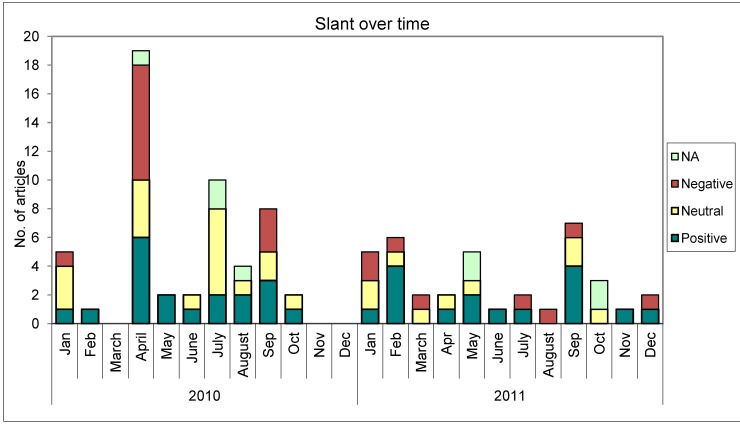 Slant over time
No. of articles
20
18
16
14
12
10
8
6
4
2
0
Jan Feb March April May June July August Sep Oct Nov Dec Jan Feb March Apr May June July August Sep Oct Nov Dec
2010 2011
NA
Negative
Neutral
Positive